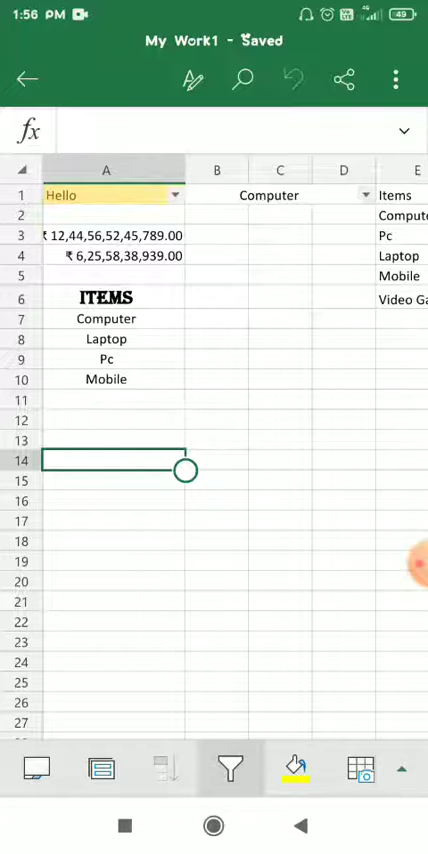 1:56 PM 49
My Work1 - Saved
fx
A B C D E
1 Hello Computer Items
2 Compute
3 ₹ 12,44,56,52,45,789.00 Pc
4 ₹ 6,25,58,38,939.00 Laptop
5 Mobile
6 ITEMS Video Ga
7 Computer
8 Laptop
9 Pc
10 Mobile
11
12
13
14
15
16
17
18
19
20
21
22
23
24
25
26
27